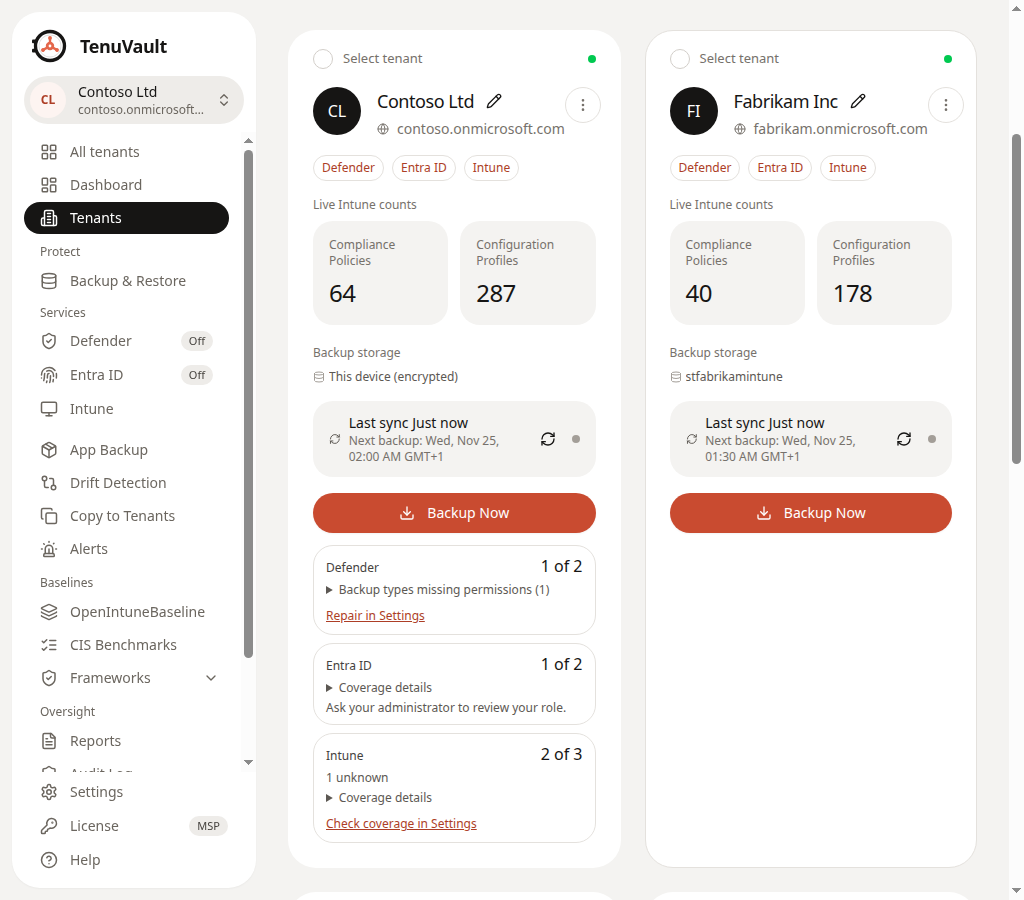 TenuVault
CL
Contoso Ltd
contoso.onmicrosoft...
All tenants
Dashboard
Tenants
Protect
Backup & Restore
Services
Defender Off
Entra ID Off
Intune
App Backup
Drift Detection
Copy to Tenants
Alerts
Baselines
OpenIntuneBaseline
CIS Benchmarks
Frameworks
Oversight
Reports
Audit Log
Settings
License MSP
Help
Select tenant
CL
Contoso Ltd
contoso.onmicrosoft.com
Defender Entra ID Intune
Live Intune counts
Compliance
Policies
64
Configuration
Profiles
287
Backup storage
This device (encrypted)
Last sync Just now
Next backup: Wed, Nov 25,
02:00 AM GMT+1
Backup Now
Defender 1 of 2
Backup types missing permissions (1)
Repair in Settings
Entra ID 1 of 2
Coverage details
Ask your administrator to review your role.
Intune 2 of 3
1 unknown
Coverage details
Check coverage in Settings
Select tenant
FI
Fabrikam Inc
fabrikam.onmicrosoft.com
Defender Entra ID Intune
Live Intune counts
Compliance
Policies
40
Configuration
Profiles
178
Backup storage
stfabrikamintune
Last sync Just now
Next backup: Wed, Nov 25,
01:30 AM GMT+1
Backup Now